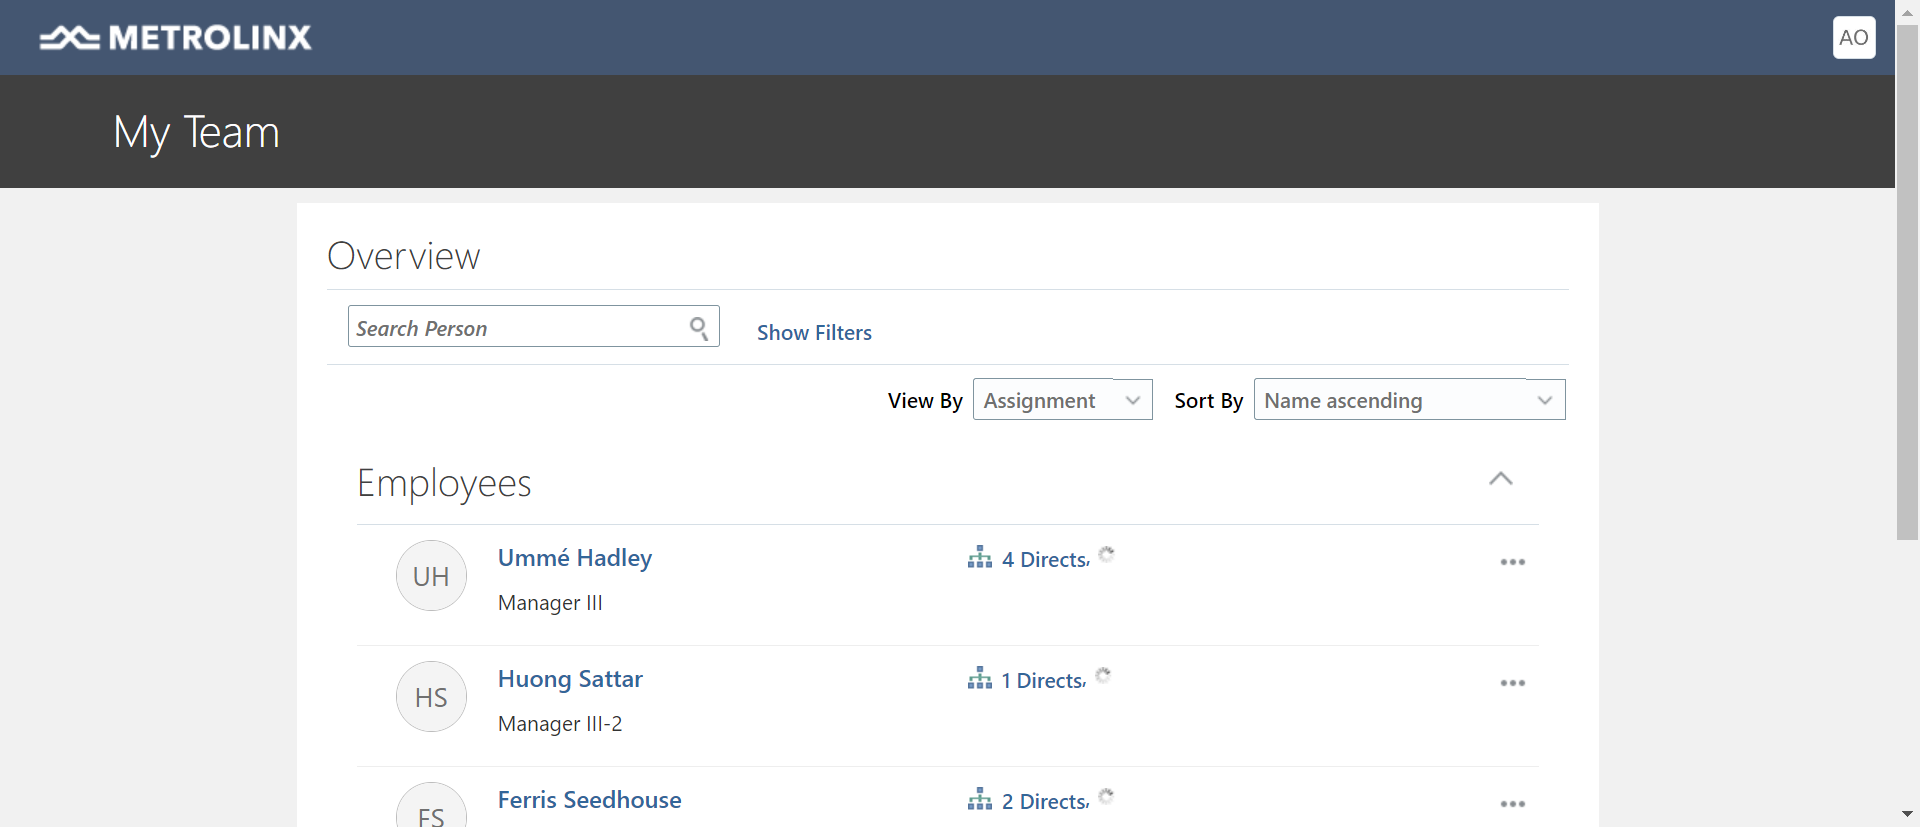 METROLINX
AO
My Team
Overview
Search Person
Show Filters
View By Assignment Sort By Name ascending
Employees
UH
Ummé Hadley
4 Directs,
Manager III
HS
Huong Sattar
1 Directs,
Manager III-2
FS
Ferris Seedhouse
2 Directs,